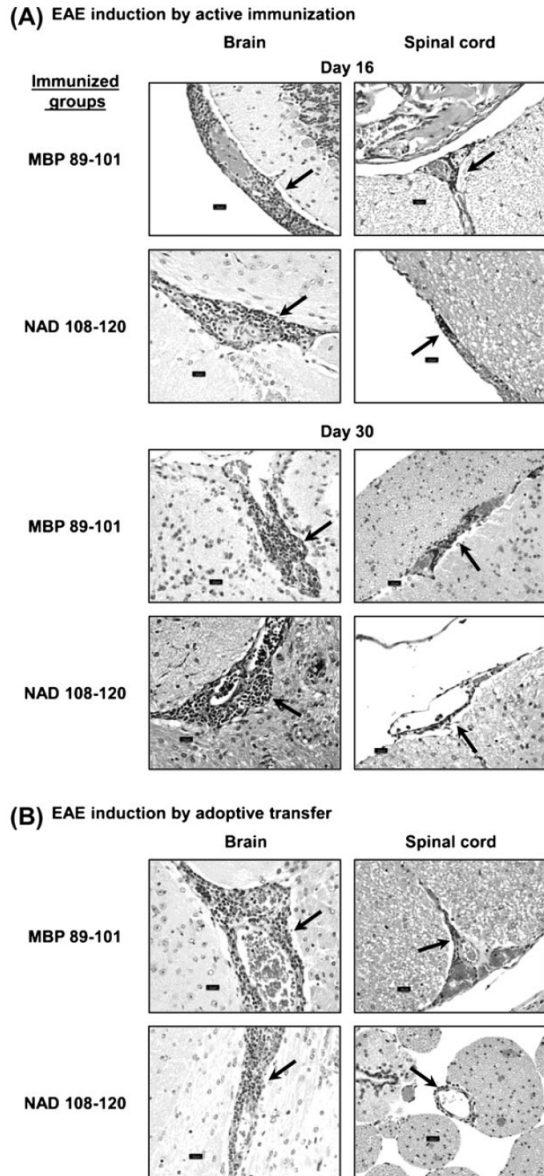 (A) EAE induction by active immunization
Brain Spinal cord
Day 16
Immunized
groups
MBP 89-101
NAD 108-120
Day 30
MBP 89-101
NAD 108-120
(B) EAE induction by adoptive transfer
Brain Spinal cord
MBP 89-101
NAD 108-120